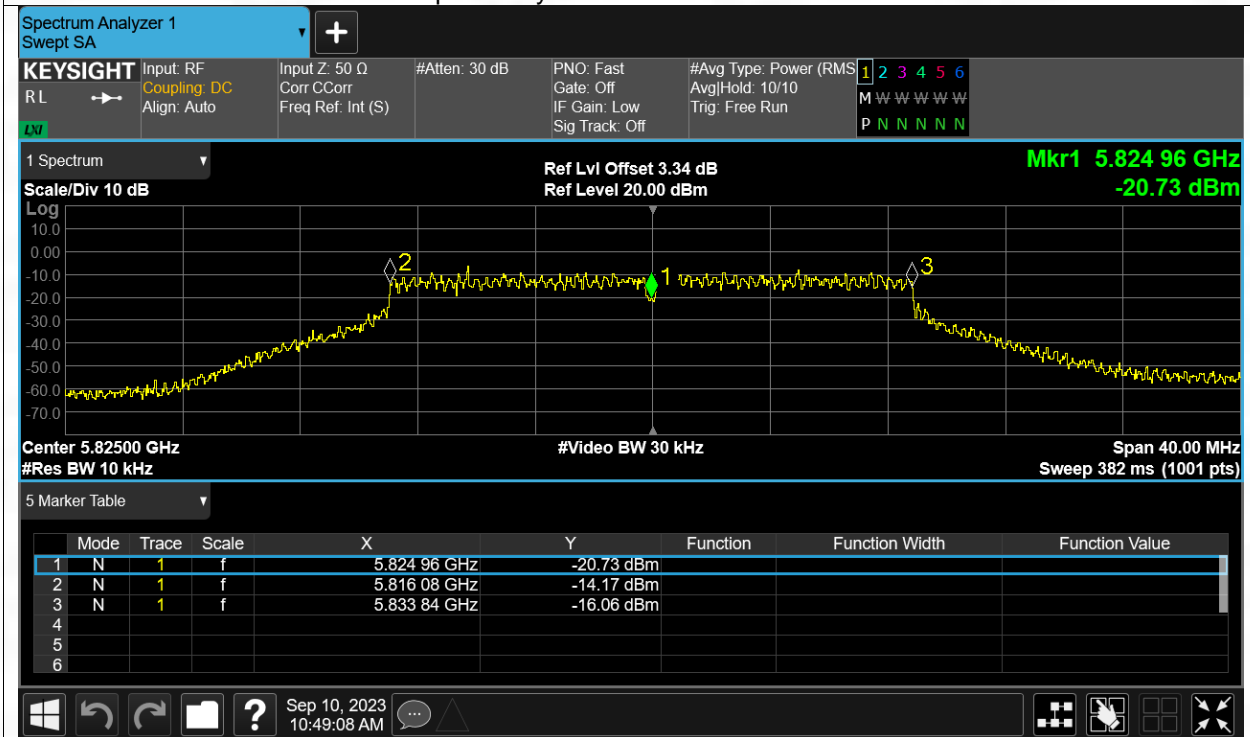 Spectrum Analyzer 1
Swept SA
+
KEYSIGHT Input: RF Input Z: 50 Ω #Atten: 30 dB PNO: Fast #Avg Type: Power (RMS 1 2 3 4 5 6
Coupling: DC Corr CCorr Gate: Off Avg|Hold: 10/10
R L Align: Auto Freq Ref: Int (S) IF Gain: Low Trig: Free Run M W W W W W
LXI Sig Track: Off P N N N N N
1 Spectrum Ref Lvl Offset 3.34 dB Mkr1 5.824 96 GHz
Scale/Div 10 dB Ref Level 20.00 dBm -20.73 dBm
Log
10.0
0.00
-10.0
-20.0
-30.0
-40.0
-50.0
-60.0
-70.0
2 1 3
Center 5.82500 GHz #Video BW 30 kHz Span 40.00 MHz
#Res BW 10 kHz Sweep 382 ms (1001 pts)
5 Marker Table
Mode Trace Scale X Y Function Function Width Function Value
1 N 1 f 5.824 96 GHz -20.73 dBm
2 N 1 f 5.816 08 GHz -14.17 dBm
3 N 1 f 5.833 84 GHz -16.06 dBm
4
5
6
? Sep 10, 2023
10:49:08 AM